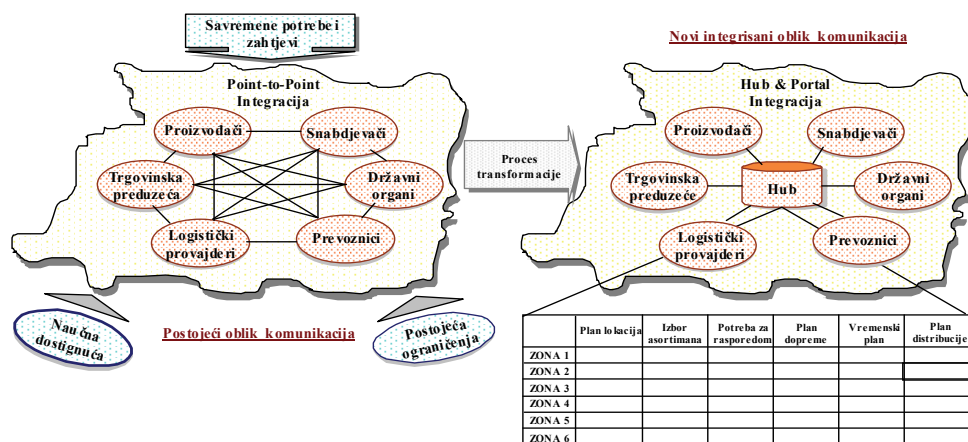 Savremene potrebe i
zahtjevi
Point-to-Point
Integracija
Proizvođači
Snabdjevači
Trgovinska
preduzeća
Državni
organi
Logistički
provajderi
Prevoznici
Naučna
dostignuća
Postojeći oblik komunikacija
Postojeća
ograničenja
Proces
transformacije
Novi integrisani oblik komunikacija
Hub & Portal
Integracija
Proizvođači
Snabdjevači
Trgovinska
preduzeće
Hub
Državni
organi
Logistički
provajderi
Prevoznici
Plan lokacija
Izbor
asortimana
Potreba za
rasporedom
Plan
dopreme
Vremenski
plan
Plan
distribucije
ZONA 1
ZONA 2
ZONA 3
ZONA 4
ZONA 5
ZONA 6